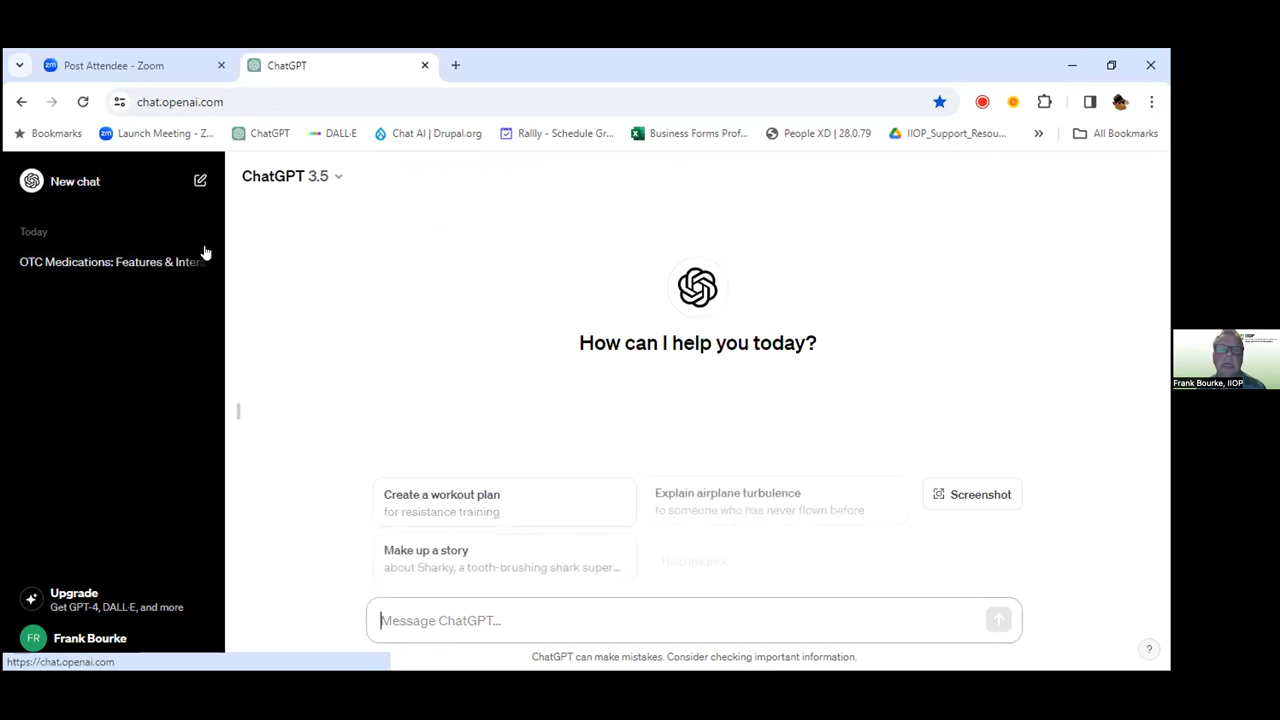 Post Attendee - Zoom
ChatGPT
chat.openai.com
Bookmarks
Launch Meeting - Z...
ChatGPT
DALL·E
Chat AI | Drupal.org
Rallly - Schedule Gr...
Business Forms Prof...
People XD | 28.0.79
IIOP_Support_Resou...
All Bookmarks
New chat
ChatGPT 3.5
Today
OTC Medications: Features & Inter
How can I help you today?
IIOP
Frank Bourke, IIOP
Create a workout plan
for resistance training
Explain airplane turbulence
to someone who has never flown before
Screenshot
Make up a story
about Sharky, a tooth-brushing shark super...
Help me pick
Upgrade
Get GPT-4, DALL·E, and more
FR
Frank Bourke
Message ChatGPT...
ChatGPT can make mistakes. Consider checking important information.
?
https://chat.openai.com